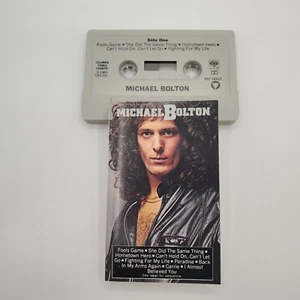 Side One
Fools Game • She Did The Same Thing • Hometown Hero •
Can't Hold On, Can't Let Go • Fighting For My Life
MICHAEL BOLTON
MICHAEL BOLTON
Fools Game • She Did The Same Thing •
Hometown Hero • Can't Hold On, Can't Let
Go • Fighting For My Life • Paradise • Back
In My Arms Again • Carrie • I Almost
Believed You